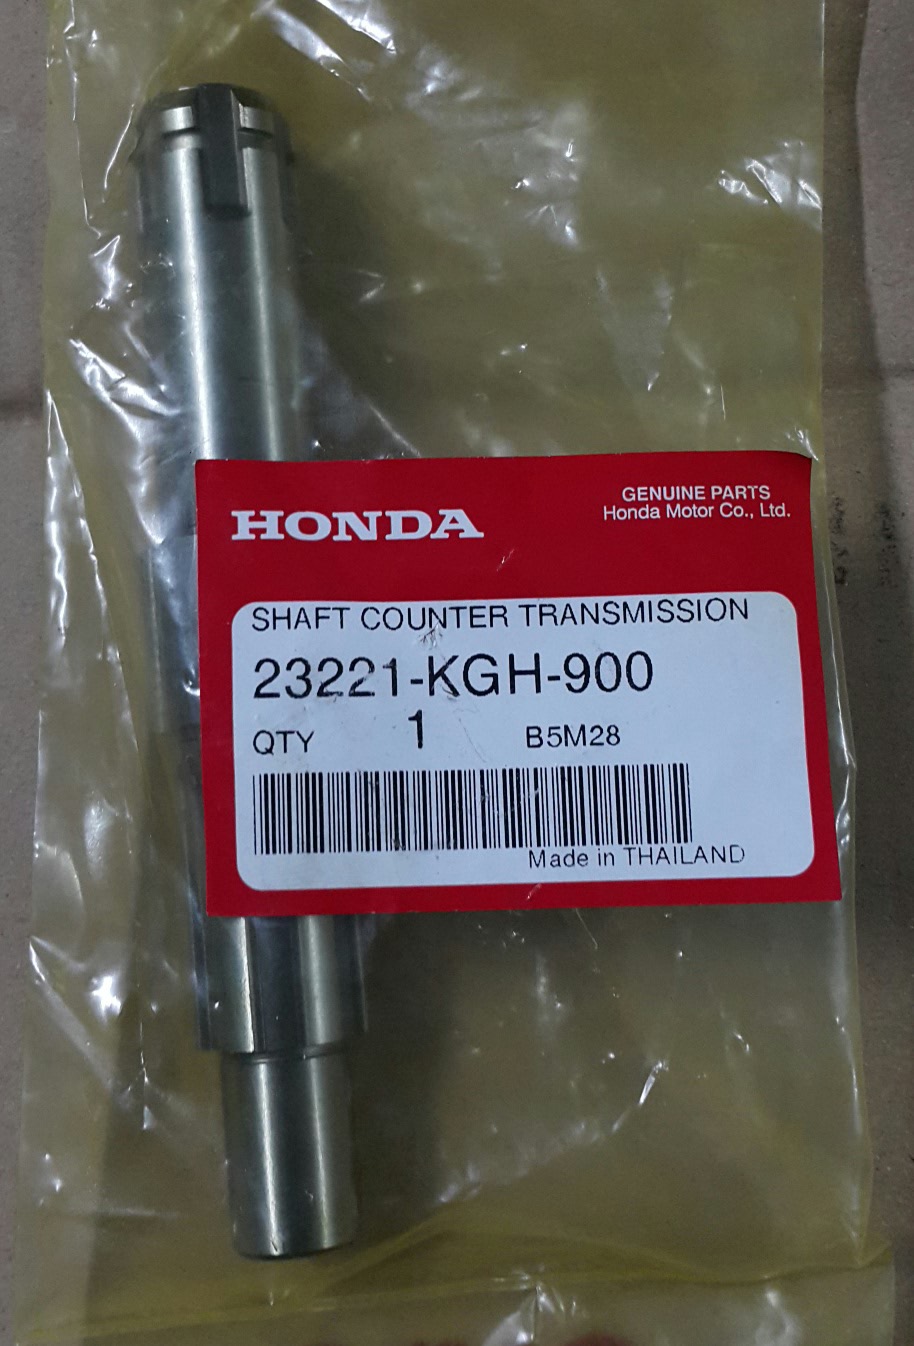 HONDA
GENUINE PARTS
Honda Motor Co., Ltd.
SHAFT COUNTER TRANSMISSION
23221-KGH-900
QTY 1 B5M28
Made in THAILAND